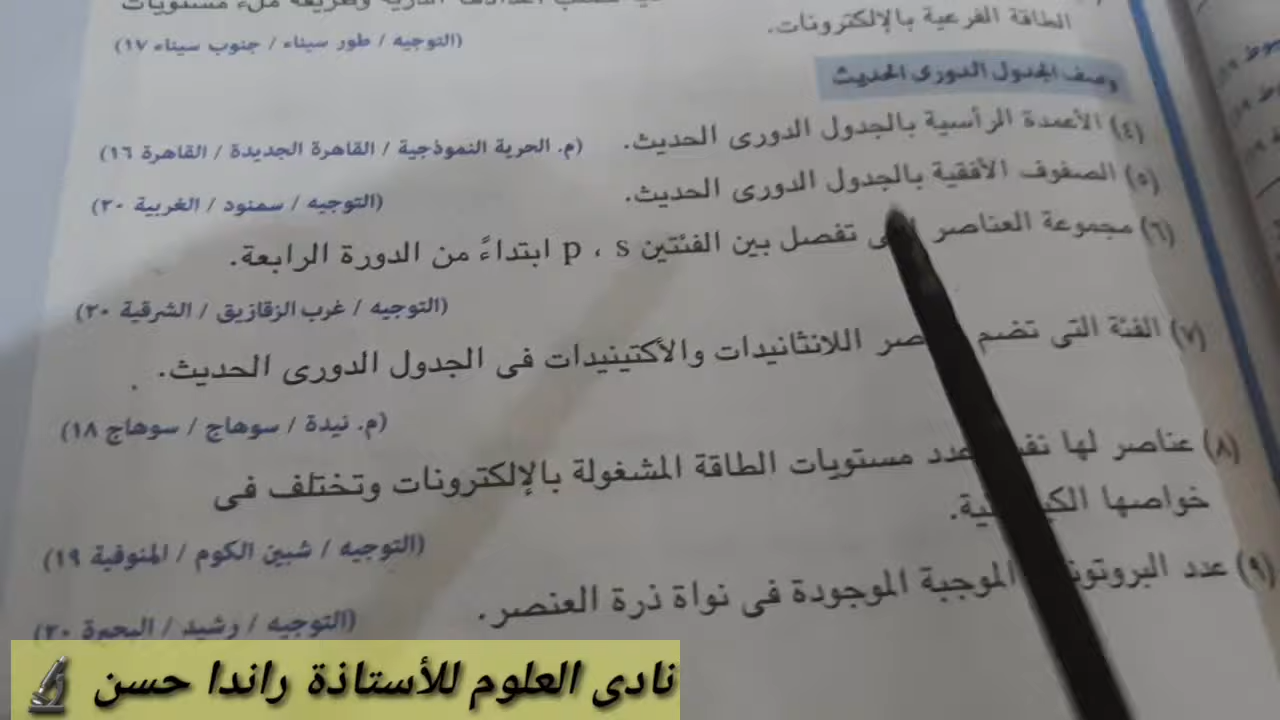 الطاقة الفرعية بالإلكترونات.
(التوجيه / طور سيناء / جنوب سيناء ١٧)
وصف الجدول الدورى الحديث
(٤) الأعمدة الرأسية بالجدول الدورى الحديث. (م. الحرية النموذجية / القاهرة الجديدة / القاهرة ١٦)
(٥) الصفوف الأفقية بالجدول الدورى الحديث. (التوجيه / سمنود / الغربية ٢٠)
(٦) مجموعة العناصر تفصل بين الفئتين p ، s ابتداءً من الدورة الرابعة.
(التوجيه / غرب الزقازيق / الشرقية ٢٠)
(٧) الفئة التى تضم اللانثانيدات والأكتينيدات فى الجدول الدورى الحديث.
(م. نيدة / سوهاج / سوهاج ١٨)
(٨) عناصر لها عدد مستويات الطاقة المشغولة بالإلكترونات وتختلف فى
خواصها
(التوجيه / شبين الكوم / المنوفية ١٩)
(٩) عدد الموجبة الموجودة فى نواة ذرة العنصر.
(التوجيه / رشيد / البحيرة ٢٠)
نادى العلوم للأستاذة راندا حسن